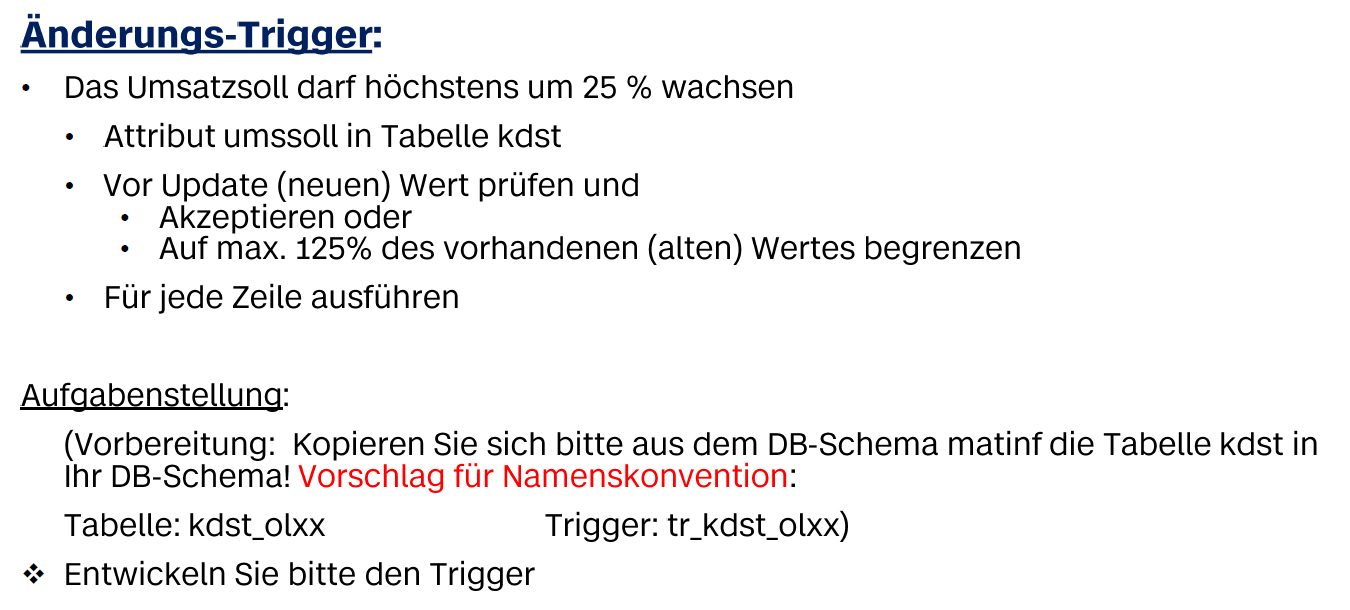 Änderungs-Trigger:
• Das Umsatzsoll darf höchstens um 25 % wachsen
• Attribut umssoll in Tabelle kdst
• Vor Update (neuen) Wert prüfen und
• Akzeptieren oder
• Auf max. 125% des vorhandenen (alten) Wertes begrenzen
• Für jede Zeile ausführen
Aufgabenstellung:
(Vorbereitung: Kopieren Sie sich bitte aus dem DB-Schema matinf die Tabelle kdst in
Ihr DB-Schema! Vorschlag für Namenskonvention:
Tabelle: kdst_olxx Trigger: tr_kdst_olxx)
❖ Entwickeln Sie bitte den Trigger